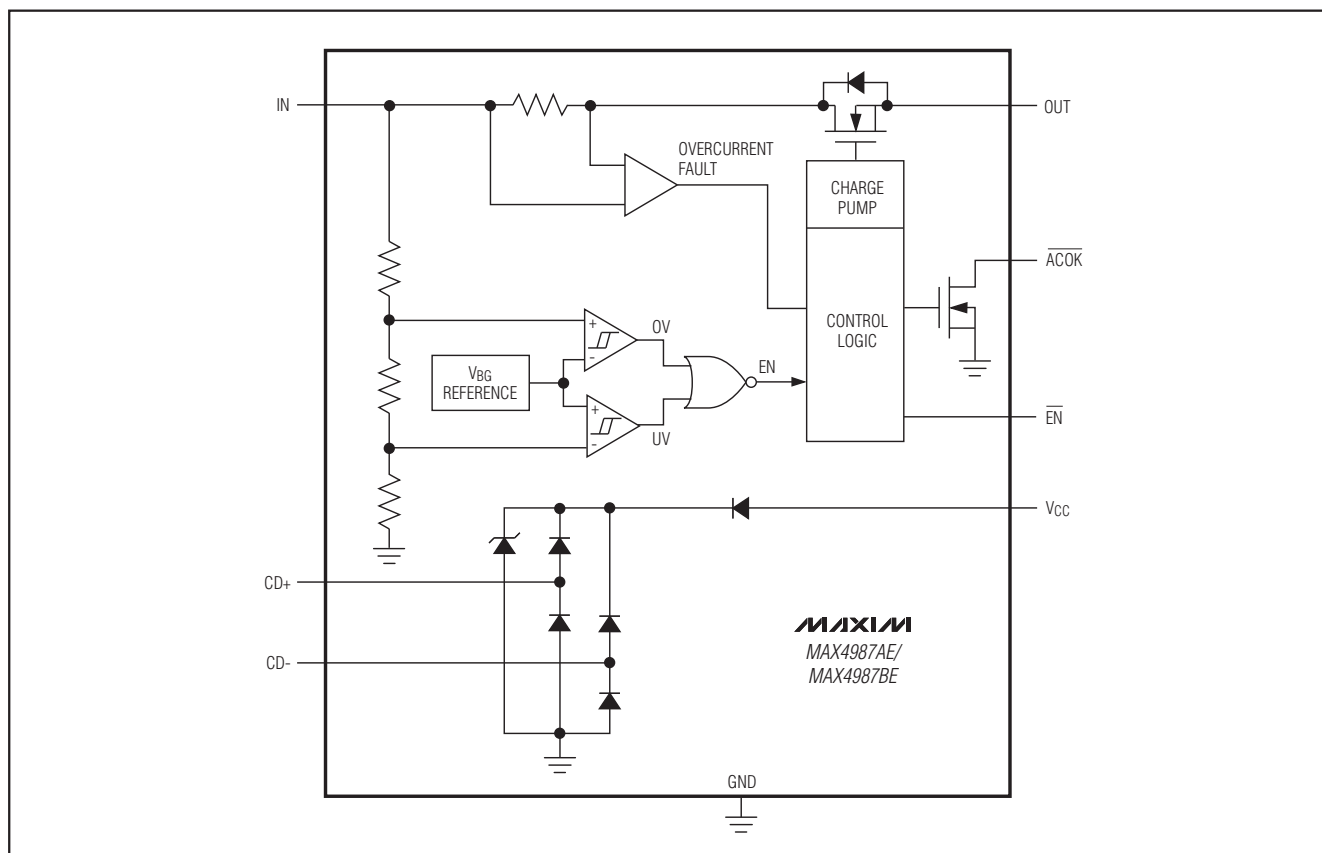 IN
OUT
OVERCURRENT
FAULT
CHARGE
PUMP
ACOK
CONTROL
LOGIC
+
-
OV
VBG
REFERENCE
EN
+
-
UV
EN
VCC
CD+
CD-
MAXIM
MAX4987AE/
MAX4987BE
GND